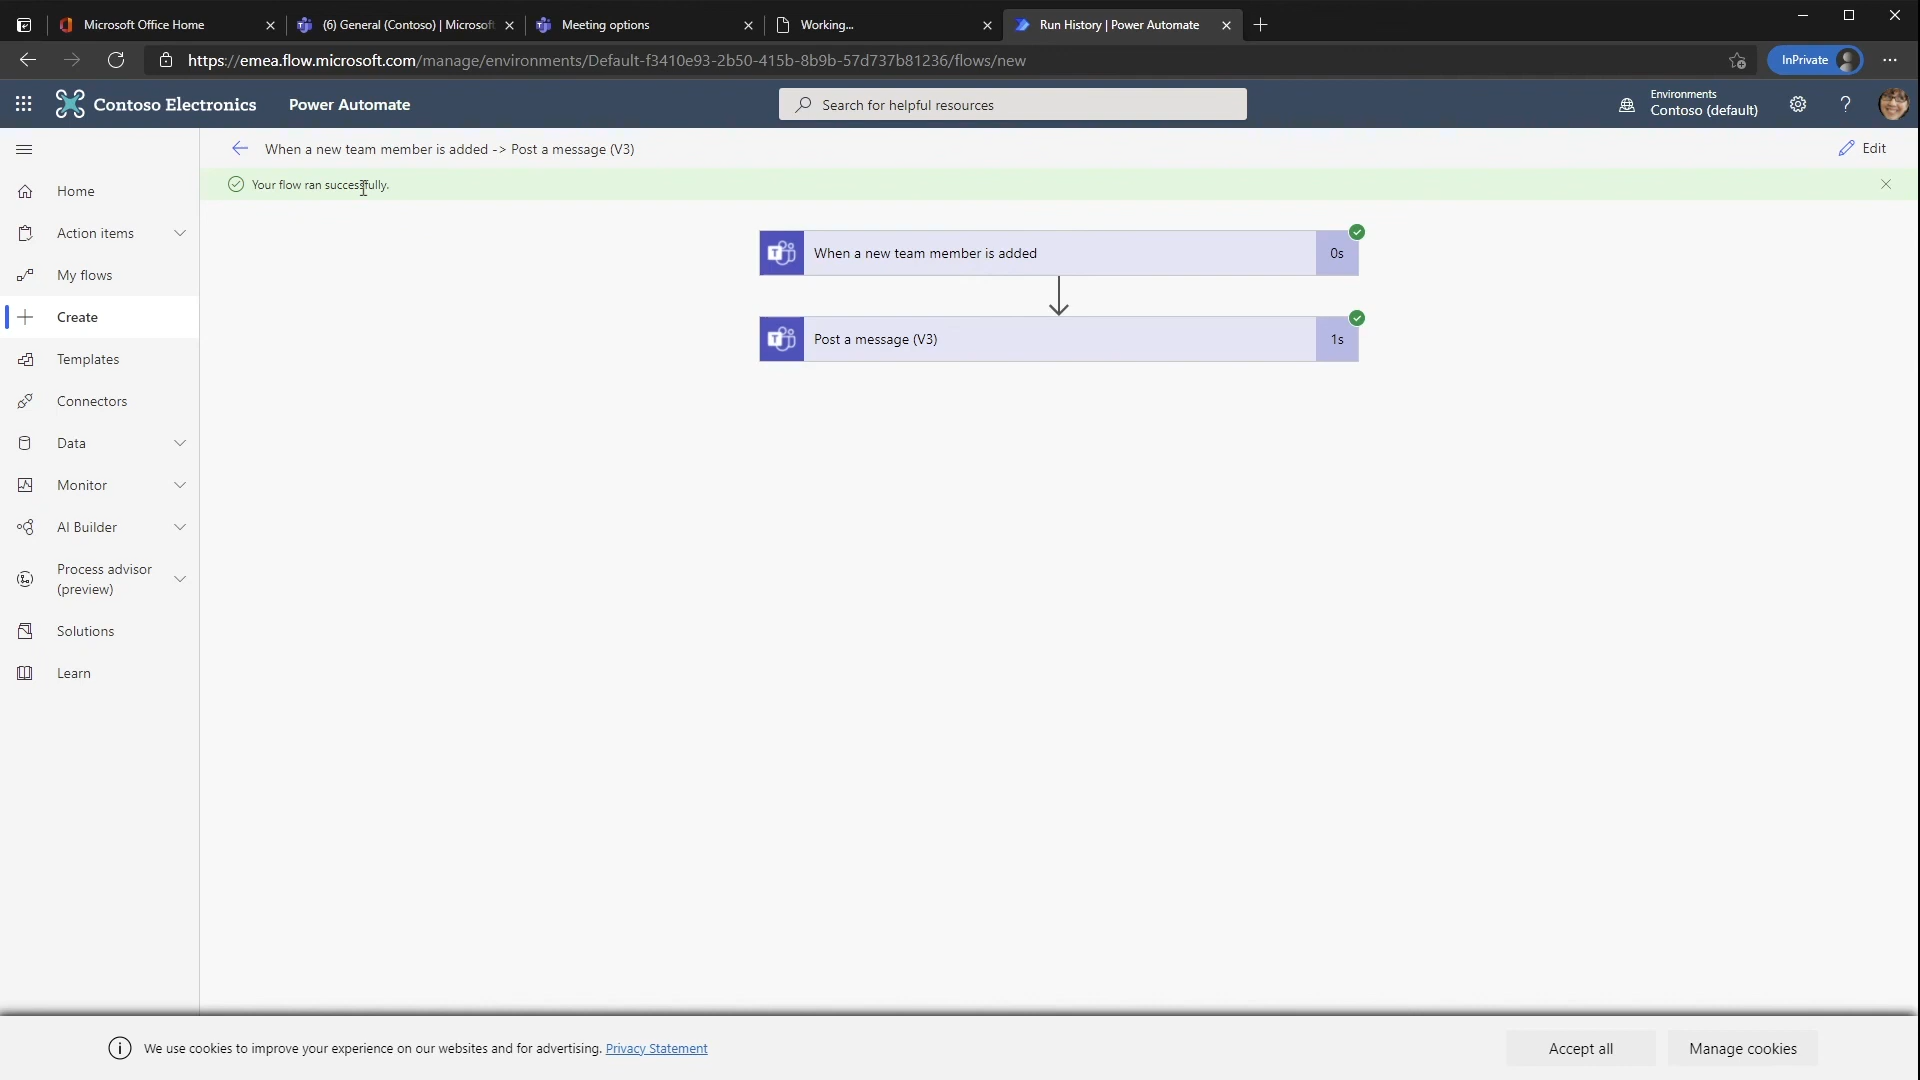 Microsoft Office Home
(6) General (Contoso) | Microsoft
Meeting options
Working...
Run History | Power Automate
https://emea.flow.microsoft.com/manage/environments/Default-f3410e93-2b50-415b-8b9b-57d737b81236/flows/new
InPrivate
Contoso Electronics
Power Automate
Search for helpful resources
Environments
Contoso (default)
?
When a new team member is added -> Post a message (V3)
Edit
Your flow ran successfully.
Home
Action items
My flows
Create
Templates
Connectors
Data
Monitor
AI Builder
Process advisor
(preview)
Solutions
Learn
When a new team member is added
0s
Post a message (V3)
1s
We use cookies to improve your experience on our websites and for advertising. Privacy Statement
Accept all
Manage cookies